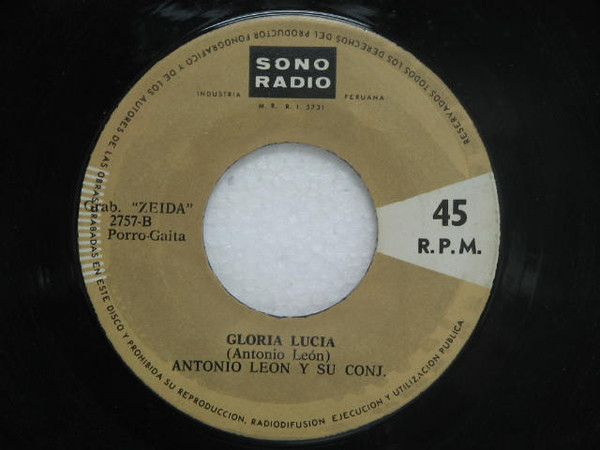 SONO
RADIO
INDUSTRIA PERUANA
M. R. R. I. 3731
Grab. "ZEIDA"
2757-B
Porro-Gaita
45
R.P.M.
GLORIA LUCIA
(Antonio León)
ANTONIO LEON Y SU CONJ.
RESERVADOS TODOS LOS DERECHOS DEL PRODUCTOR FONOGRAFICO Y DE LOS AUTORES DE LAS OBRAS GRABADAS EN ESTE DISCO Y PROHIBIDA SU REPRODUCCION, RADIODIFUSION EJECUCION Y UTILIZACION PUBLICA